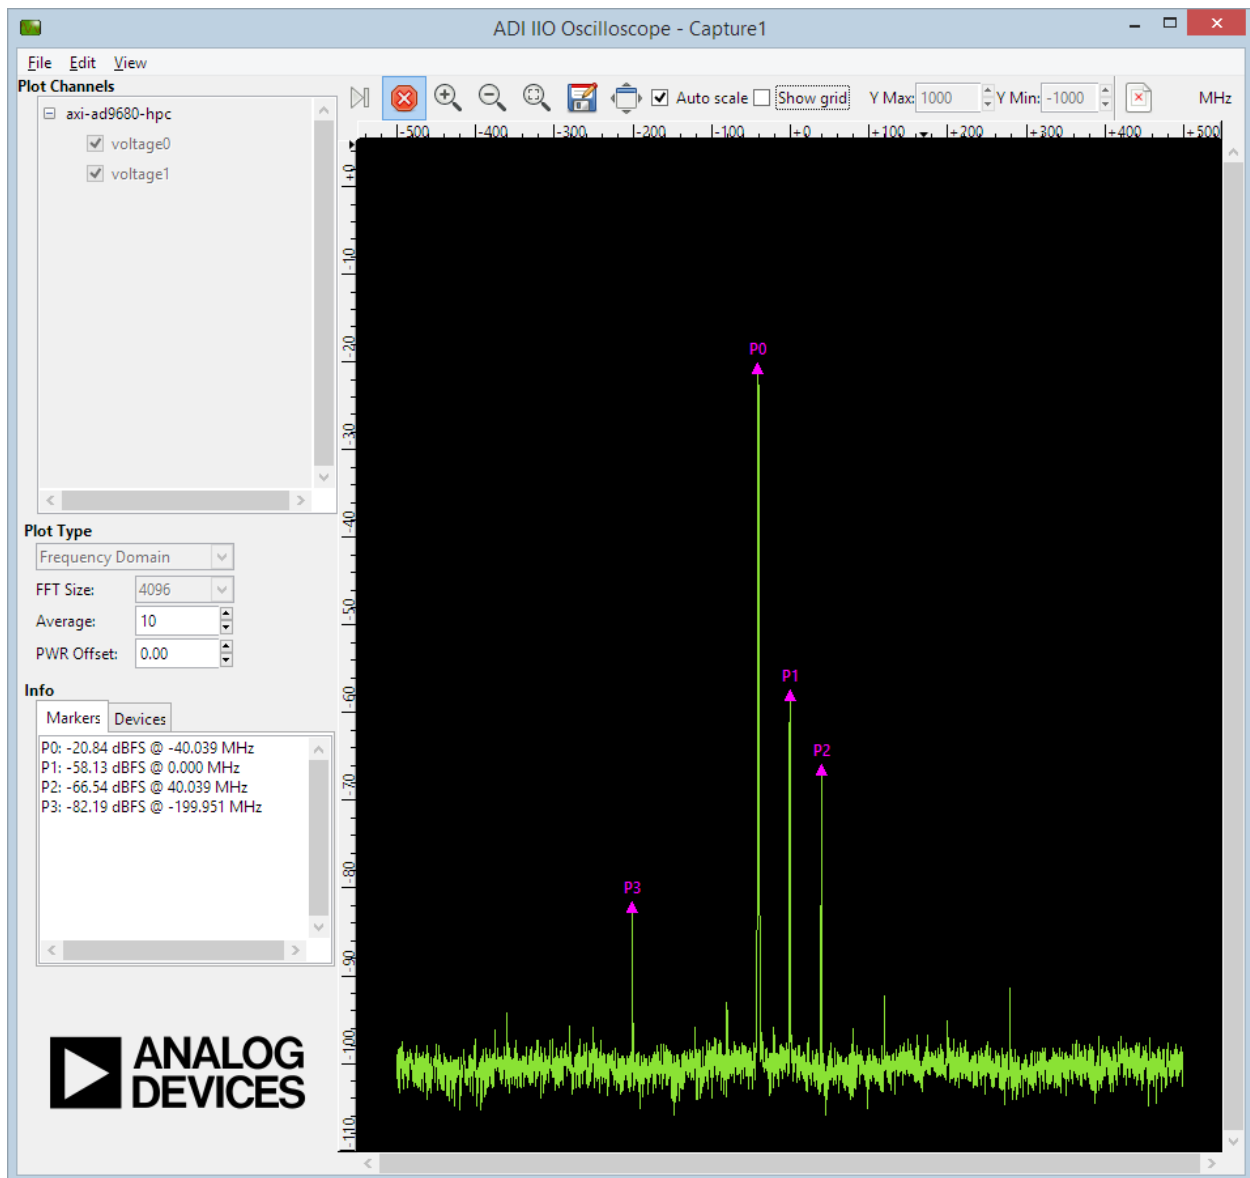 ADI IIO Oscilloscope - Capture1
File Edit View
Plot Channels
axi-ad9680-hpc
voltage0
voltage1
Auto scale Show grid Y Max: 1000 Y Min: -1000 MHz
-500 -400 -300 -200 -100 +0 +100 +200 +300 +400 +500
+0
-10
-20
-30
-40
-50
-60
-70
-80
-90
-100
-110
P0
P1
P2
P3
Plot Type
Frequency Domain
FFT Size: 4096
Average: 10
PWR Offset: 0.00
Info
Markers Devices
P0: -20.84 dBFS @ -40.039 MHz
P1: -58.13 dBFS @ 0.000 MHz
P2: -66.54 dBFS @ 40.039 MHz
P3: -82.19 dBFS @ -199.951 MHz
ANALOG
DEVICES